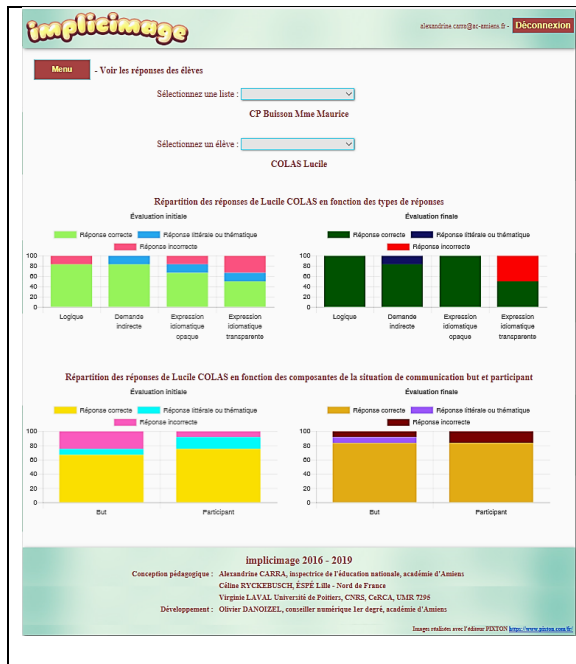 implicimage
alexandrine.carra@ac-amiens.fr - Déconnexion
Menu - Voir les réponses des élèves
Sélectionnez une liste :
CP Buisson Mme Maurice
Sélectionnez un élève :
COLAS Lucile
Répartition des réponses de Lucile COLAS en fonction des types de réponses
Évaluation initiale
Réponse correcte Réponse littérale ou thématique
Réponse incorrecte
100
80
60
40
20
0
Logique Demande indirecte Expression idiomatique opaque Expression idiomatique transparente
Évaluation finale
Réponse correcte Réponse littérale ou thématique
Réponse incorrecte
100
80
60
40
20
0
Logique Demande indirecte Expression idiomatique opaque Expression idiomatique transparente
Répartition des réponses de Lucile COLAS en fonction des composantes de la situation de communication but et participant
Évaluation initiale
Réponse correcte Réponse littérale ou thématique
Réponse incorrecte
100
80
60
40
20
0
But Participant
Évaluation finale
Réponse correcte Réponse littérale ou thématique
Réponse incorrecte
100
80
60
40
20
0
But Participant
implicimage 2016 - 2019
Conception pédagogique : Alexandrine CARRA, inspectrice de l'éducation nationale, académie d'Amiens
Céline RYCKEBUSCH, ÉSPÉ Lille - Nord de France
Virginie LAVAL Université de Poitiers, CNRS, CeRCA, UMR 7295
Développement : Olivier DANOIZEL, conseiller numérique 1er degré, académie d'Amiens
Images réalisées avec l'éditeur PIXTON https://www.pixton.com/fr/